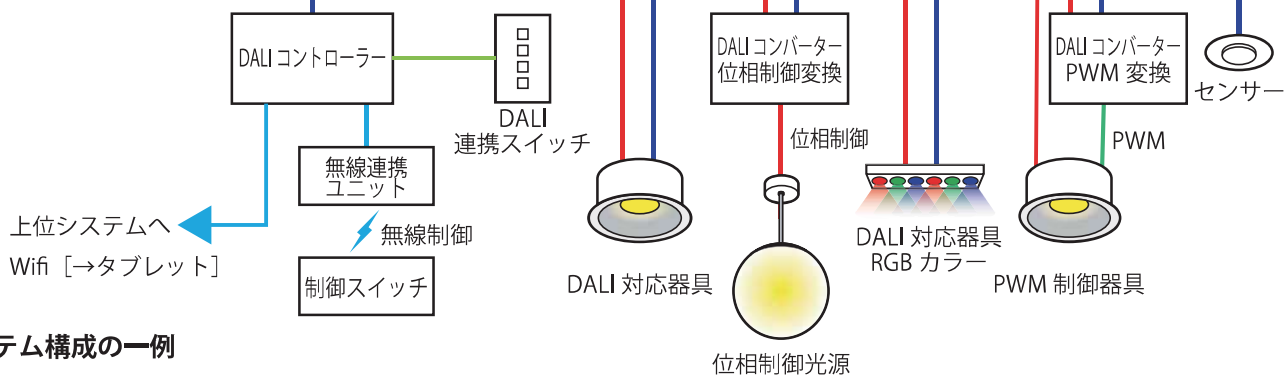 DALI コントローラー
DALI
連携スイッチ
無線連携
ユニット
無線制御
制御スイッチ
上位システムへ
Wifi［→タブレット］
DALI 対応器具
DALI コンバーター
位相制御変換
位相制御
位相制御光源
DALI 対応器具
RGB カラー
DALI コンバーター
PWM 変換
PWM
PWM 制御器具
センサー
テム構成の一例